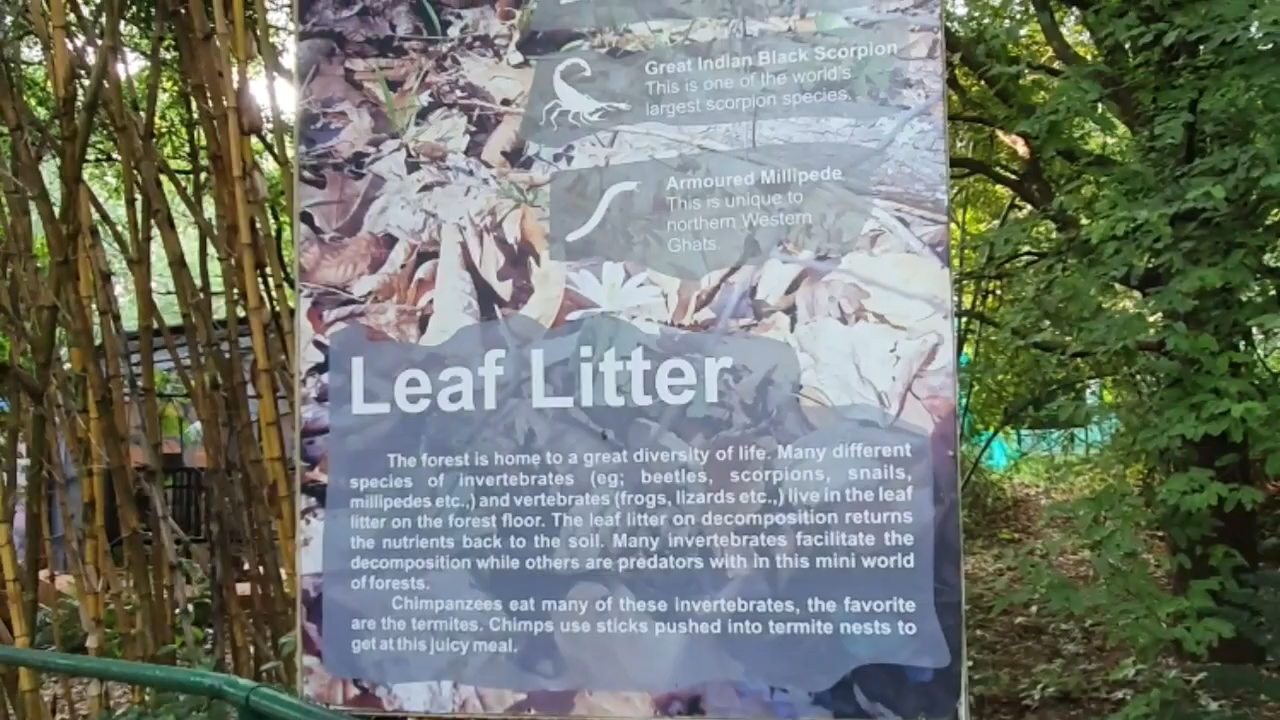 Great Indian Black Scorpion
This is one of the world's
largest scorpion species.
Armoured Millipede
This is unique to
northern Western
Ghats.
Leaf Litter
The forest is home to a great diversity of life. Many different
species of invertebrates (eg; beetles, scorpions, snails,
millipedes etc.,) and vertebrates (frogs, lizards etc.,) live in the leaf
litter on the forest floor. The leaf litter on decomposition returns
the nutrients back to the soil. Many invertebrates facilitate the
decomposition while others are predators with in this mini world
of forests.
Chimpanzees eat many of these invertebrates, the favorite
are the termites. Chimps use sticks pushed into termite nests to
get at this juicy meal.